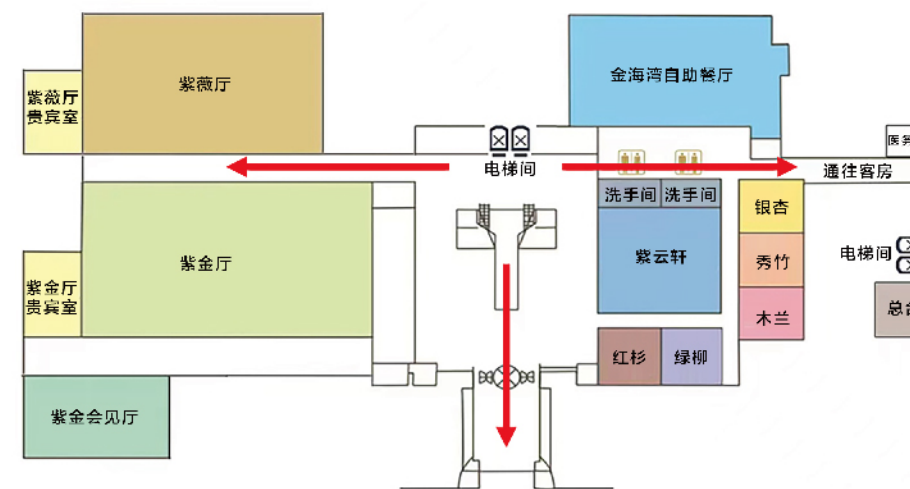 紫薇厅
金海湾自助餐厅
紫薇厅
贵宾室
电梯间
通往客房
洗手间
洗手间
银杏
紫金厅
紫云轩
秀竹
电梯间
紫金厅
贵宾室
木兰
总台
红杉
绿柳
紫金会见厅